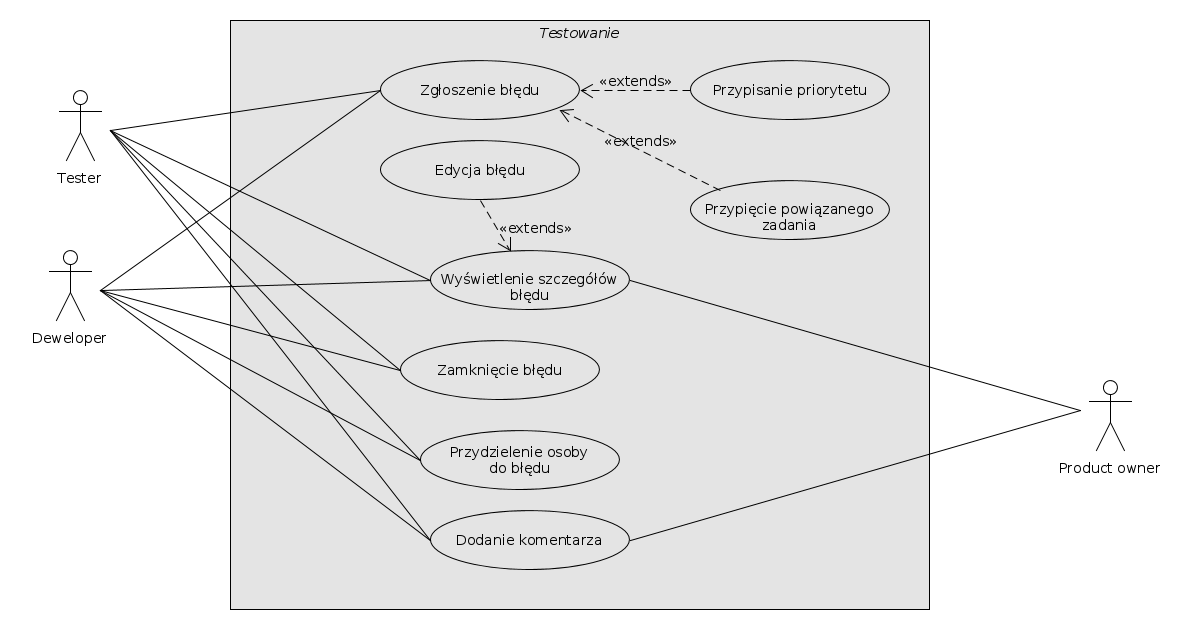 Testowanie
Zgłoszenie błędu
«extends»
Przypisanie priorytetu
Tester
«extends»
Edycja błędu
Przypięcie powiązanego
zadania
«extends»
Wyświetlenie szczegółów
błędu
Deweloper
Zamknięcie błędu
Przydzielenie osoby
do błędu
Product owner
Dodanie komentarza